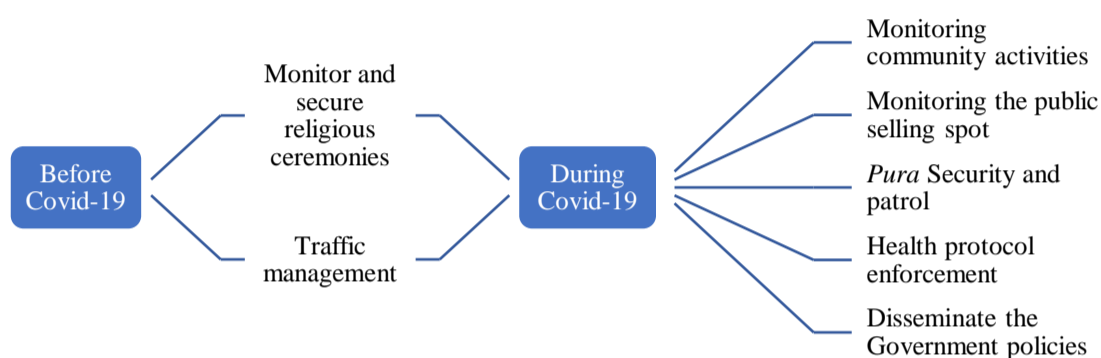 Before
Covid-19
Monitor and
secure
religious
ceremonies
Traffic
management
During
Covid-19
Monitoring
community activities
Monitoring the public
selling spot
Pura Security and
patrol
Health protocol
enforcement
Disseminate the
Government policies